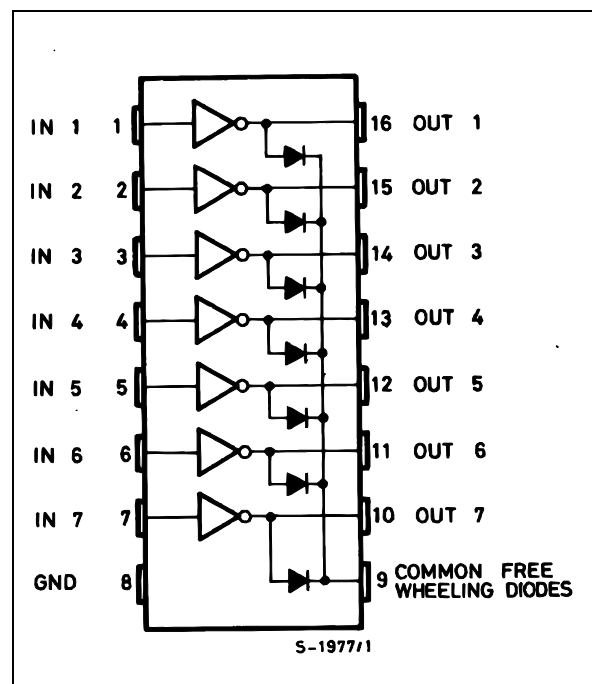 IN 1 1 16 OUT 1
IN 2 2 15 OUT 2
IN 3 3 14 OUT 3
IN 4 4 13 OUT 4
IN 5 5 12 OUT 5
IN 6 6 11 OUT 6
IN 7 7 10 OUT 7
GND 8 9 COMMON FREE
WHEELING DIODES
S-1977/1